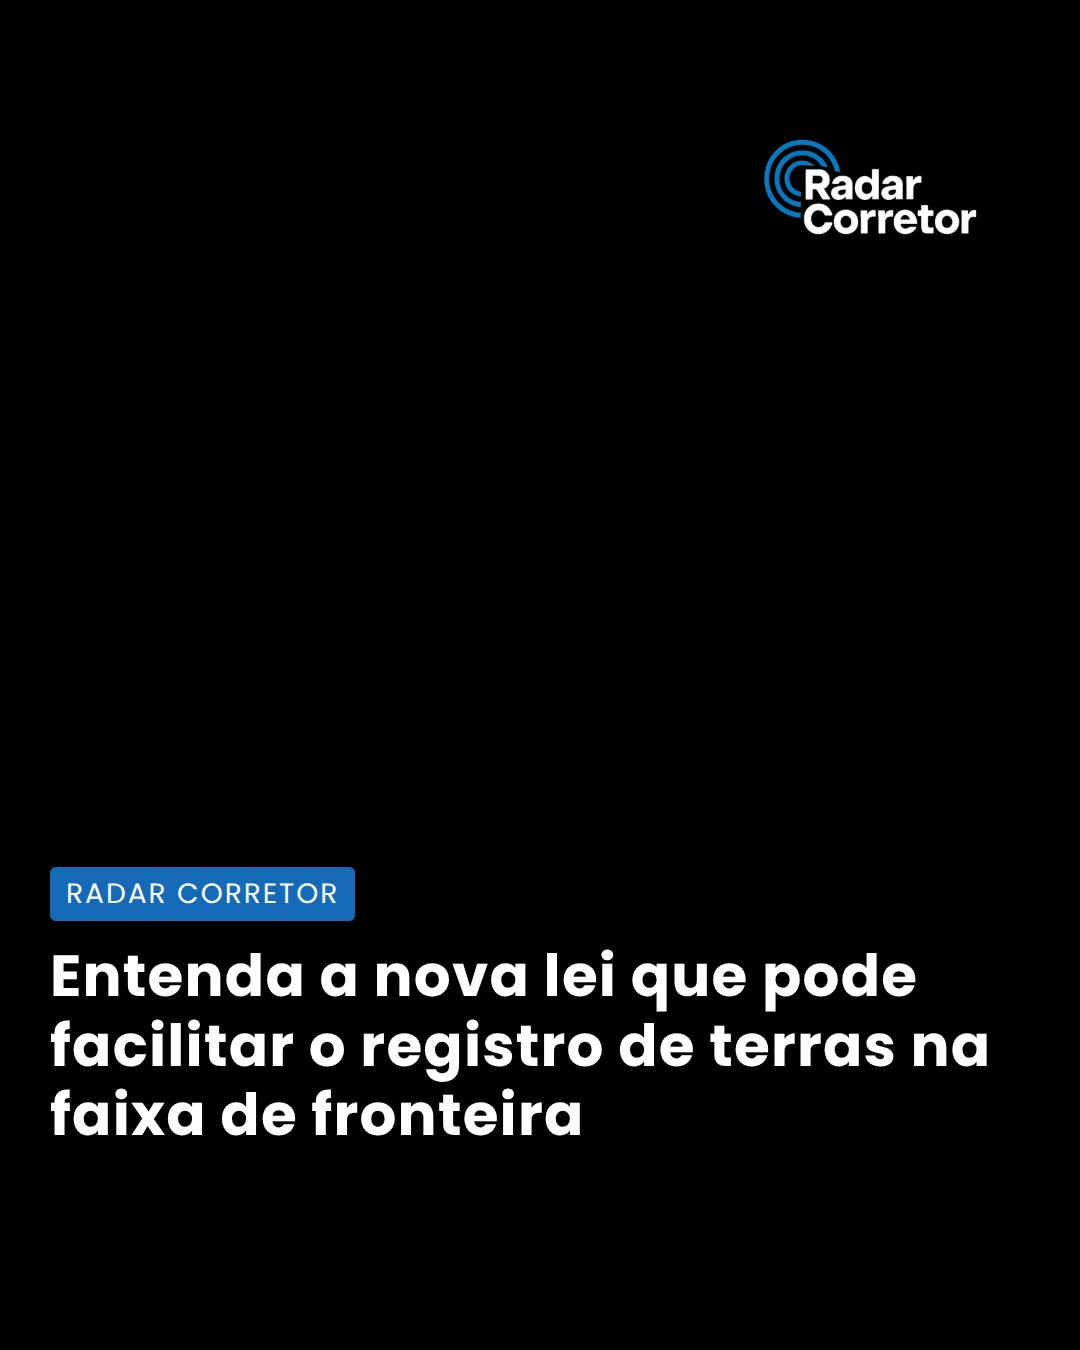 Radar
Corretor
RADAR CORRETOR
Entenda a nova lei que pode
facilitar o registro de terras na
faixa de fronteira